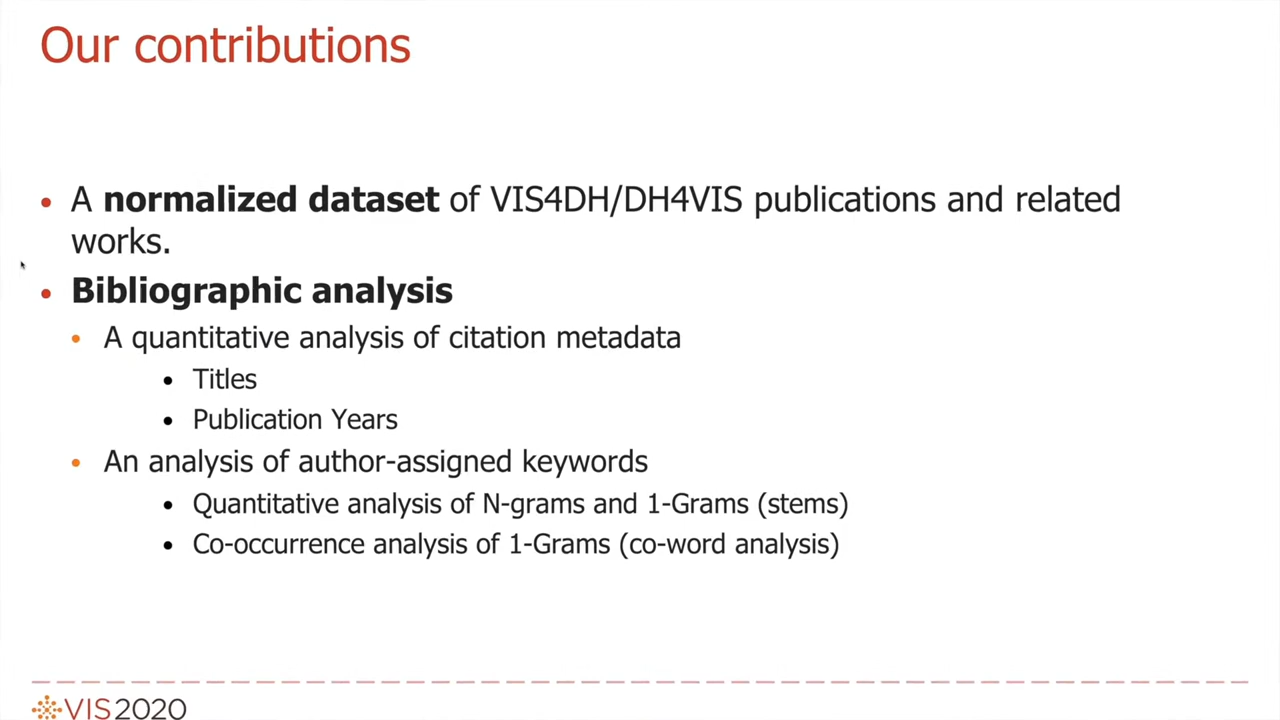 Our contributions
A normalized dataset of VIS4DH/DH4VIS publications and related
works.
Bibliographic analysis
A quantitative analysis of citation metadata
Titles
Publication Years
An analysis of author-assigned keywords
Quantitative analysis of N-grams and 1-Grams (stems)
Co-occurrence analysis of 1-Grams (co-word analysis)
VIS2020